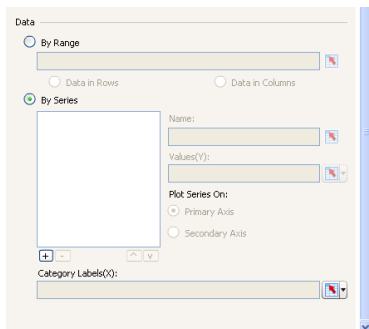 Data
By Range
Data in Rows Data in Columns
By Series
Name:
Values(Y):
Plot Series On:
Primary Axis
Secondary Axis
+ - ^ v
Category Labels(X):